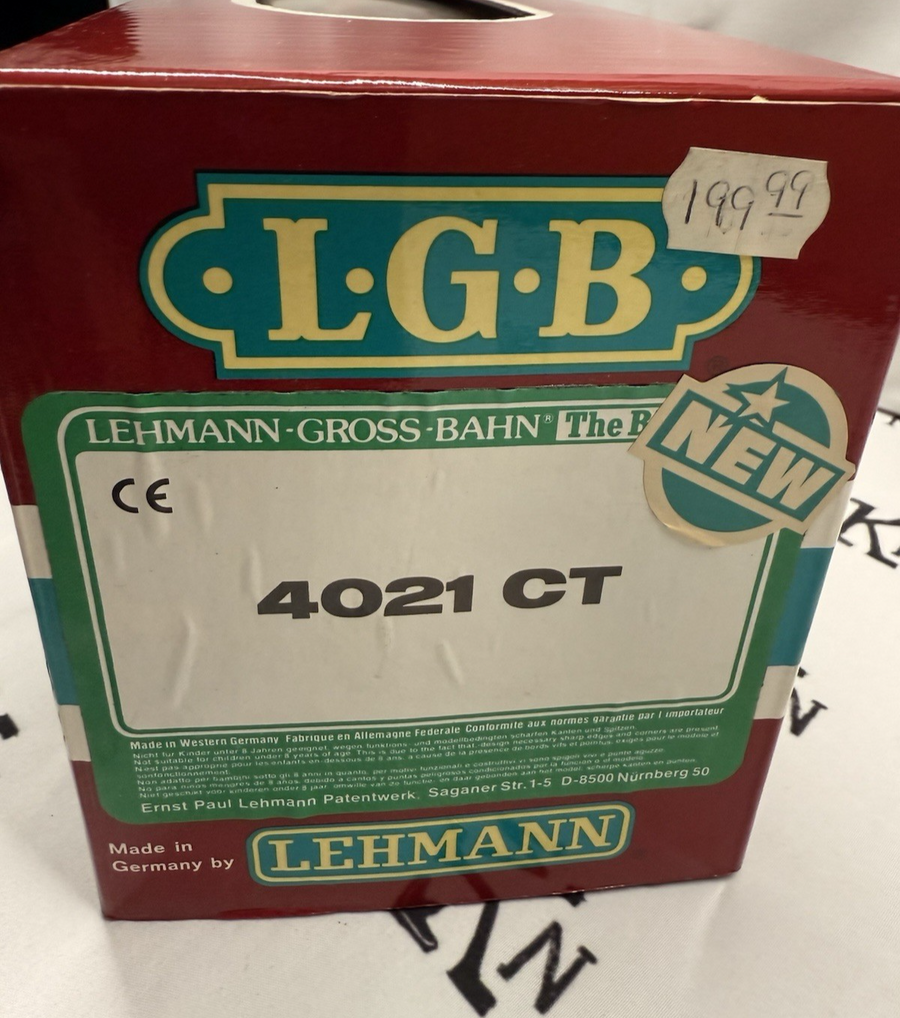 199 99
L·G·B
LEHMANN-GROSS-BAHN® The B
NEW
CE
4021 CT
Made in Western Germany Fabrique en Allemagne Federale Conformite aux normes garantie par l importateur
Nicht für Kinder unter 8 Jahren geeignet, wegen funktions- und modellbedingten scharfen Kanten und Spitzen.
Not suitable for children under 8 years of age. This is due to the fact that design necessary sharp edges and corners are present
Ernst Paul Lehmann Patentwerk, Saganer Str. 1-5 D-8500 Nürnberg 50
Made in
Germany by
LEHMANN